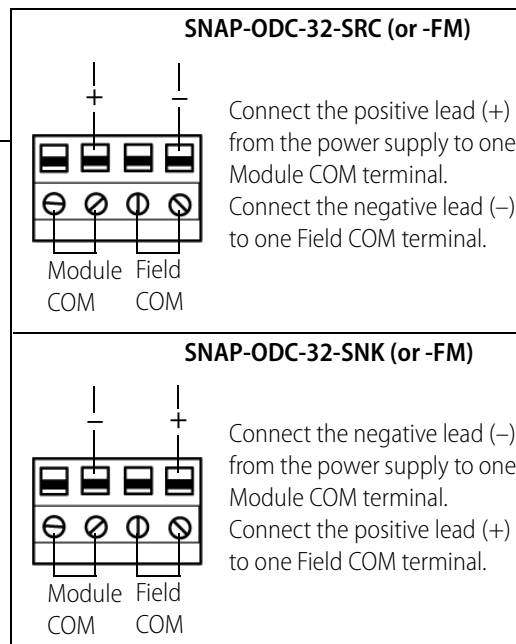 SNAP-ODC-32-SRC (or -FM)
+ –
Connect the positive lead (+)
from the power supply to one
Module COM terminal.
Connect the negative lead (–)
to one Field COM terminal.
Module Field
COM COM
SNAP-ODC-32-SNK (or -FM)
– +
Connect the negative lead (–)
from the power supply to one
Module COM terminal.
Connect the positive lead (+)
to one Field COM terminal.
Module Field
COM COM